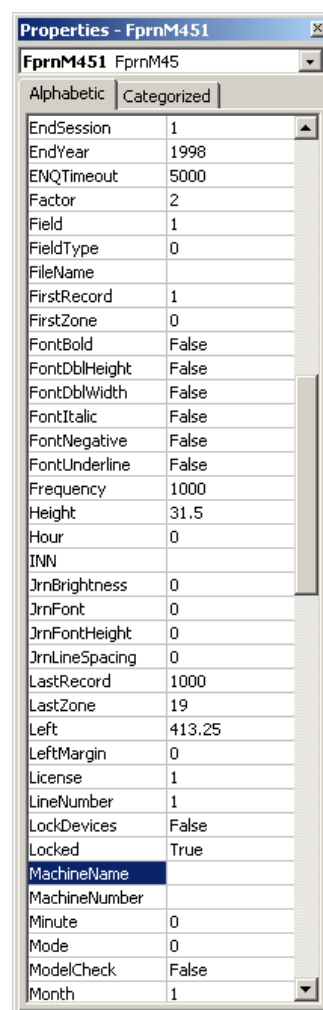 Properties - FprnM451
FprnM451 FprnM45
Alphabetic Categorized
EndSession 1
EndYear 1998
ENQTimeout 5000
Factor 2
Field 1
FieldType 0
FileName
FirstRecord 1
FirstZone 0
FontBold False
FontDblHeight False
FontDblWidth False
FontItalic False
FontNegative False
FontUnderline False
Frequency 1000
Height 31.5
Hour 0
INN
JrnBrightness 0
JrnFont 0
JrnFontHeight 0
JrnLineSpacing 0
LastRecord 1000
LastZone 19
Left 413.25
LeftMargin 0
License 1
LineNumber 1
LockDevices False
Locked True
MachineName
MachineNumber
Minute 0
Mode 0
ModelCheck False
Month 1